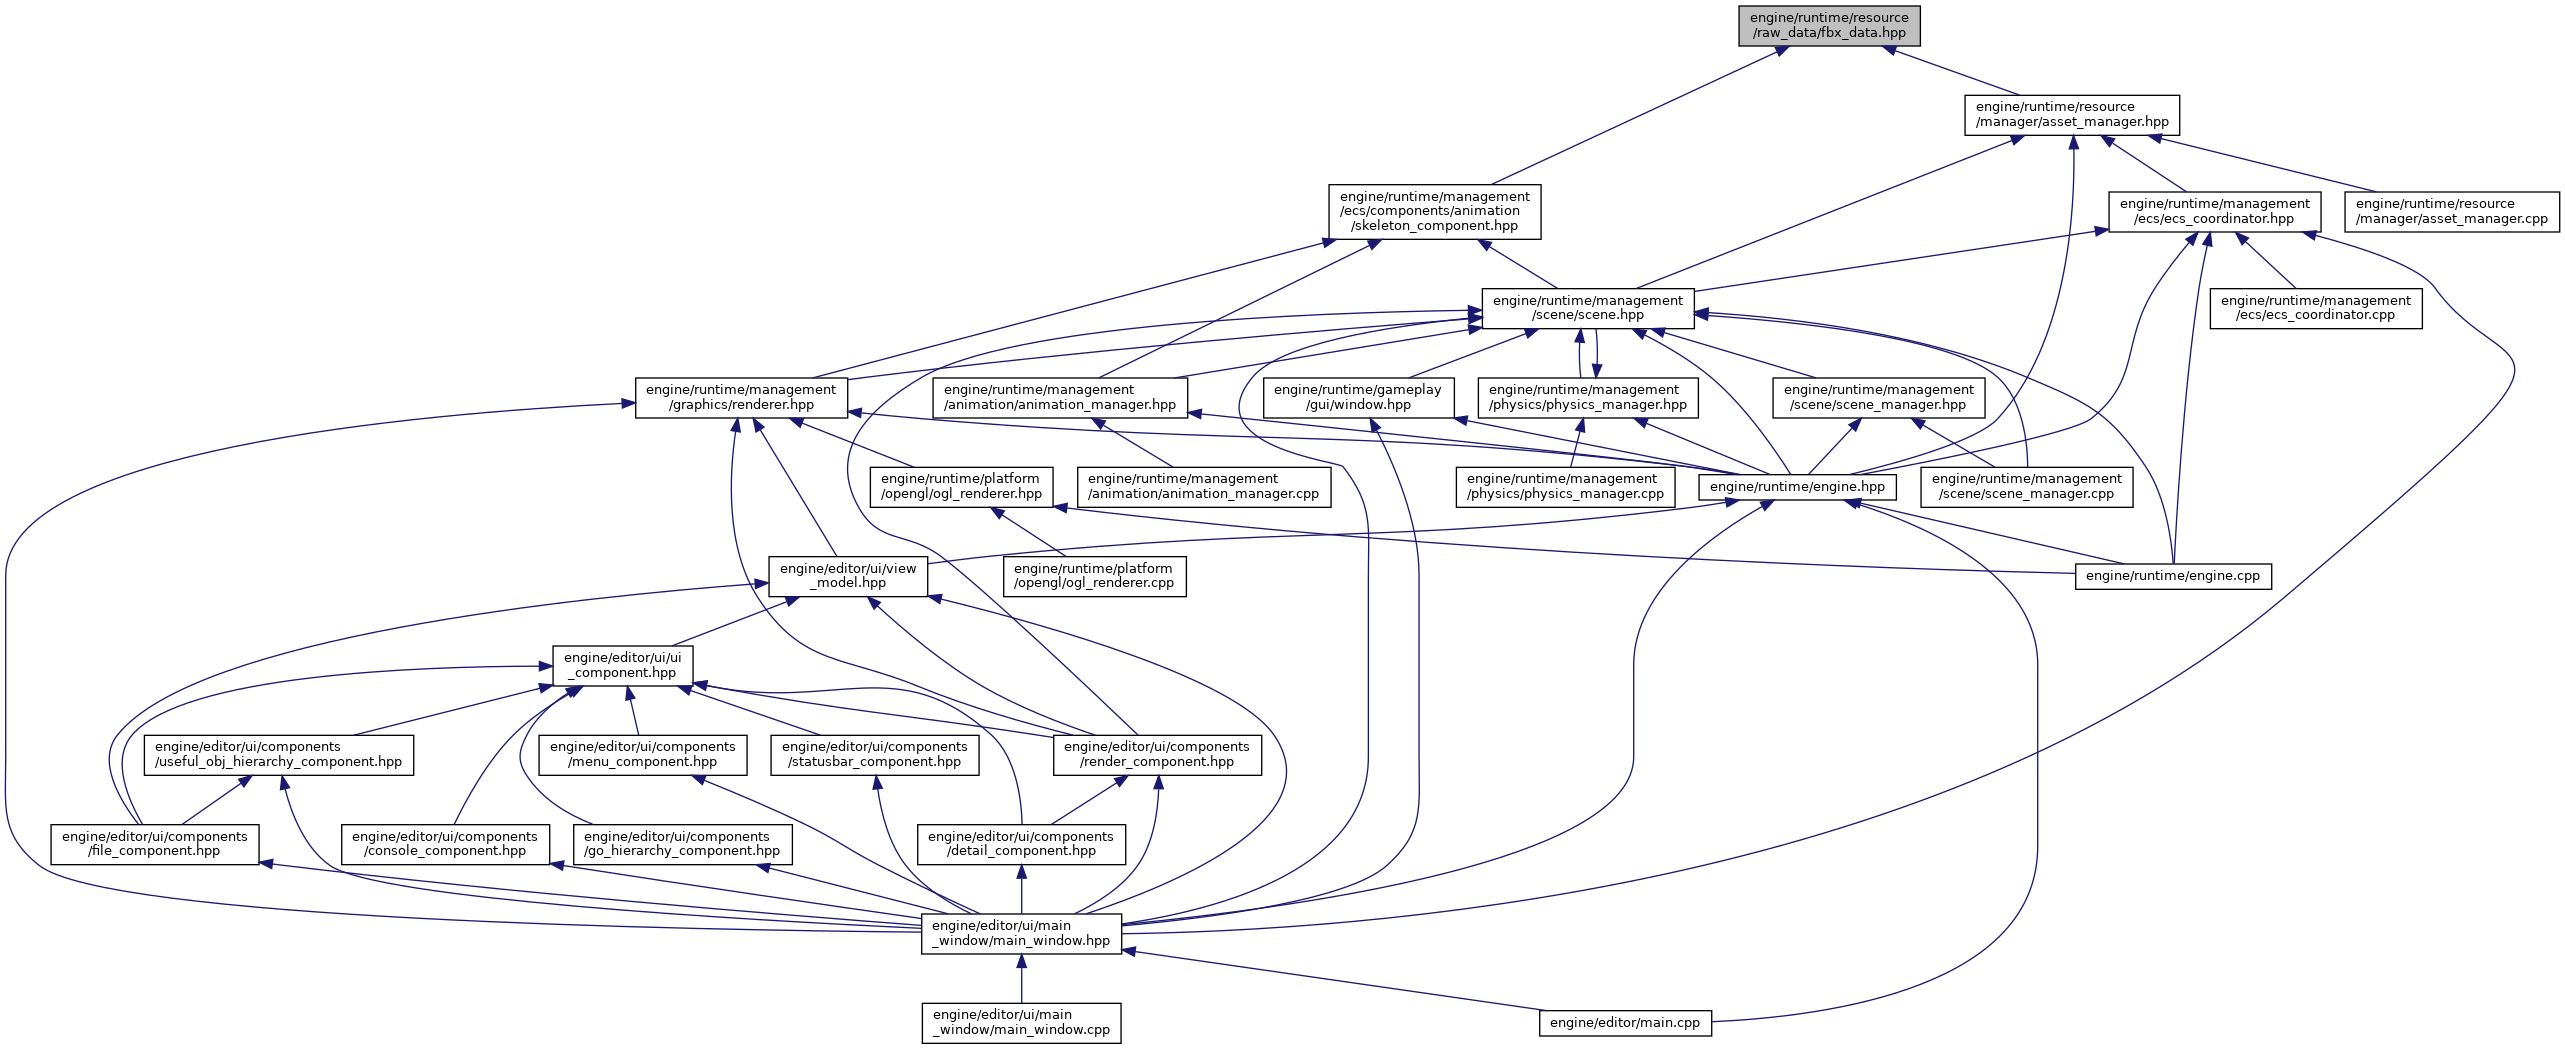 engine/runtime/resource
/raw_data/fbx_data.hpp
engine/runtime/resource
/manager/asset_manager.hpp
engine/runtime/management
/ecs/components/animation
/skeleton_component.hpp
engine/runtime/management
/ecs/ecs_coordinator.hpp
engine/runtime/resource
/manager/asset_manager.cpp
engine/runtime/management
/scene/scene.hpp
engine/runtime/management
/ecs/ecs_coordinator.cpp
engine/runtime/management
/graphics/renderer.hpp
engine/runtime/management
/animation/animation_manager.hpp
engine/runtime/gameplay
/gui/window.hpp
engine/runtime/management
/physics/physics_manager.hpp
engine/runtime/management
/scene/scene_manager.hpp
engine/runtime/platform
/opengl/ogl_renderer.hpp
engine/runtime/management
/animation/animation_manager.cpp
engine/runtime/management
/physics/physics_manager.cpp
engine/runtime/engine.hpp
engine/runtime/management
/scene/scene_manager.cpp
engine/editor/ui/view
_model.hpp
engine/runtime/platform
/opengl/ogl_renderer.cpp
engine/runtime/engine.cpp
engine/editor/ui/ui
_component.hpp
engine/editor/ui/components
/useful_obj_hierarchy_component.hpp
engine/editor/ui/components
/menu_component.hpp
engine/editor/ui/components
/statusbar_component.hpp
engine/editor/ui/components
/render_component.hpp
engine/editor/ui/components
/file_component.hpp
engine/editor/ui/components
/console_component.hpp
engine/editor/ui/components
/go_hierarchy_component.hpp
engine/editor/ui/components
/detail_component.hpp
engine/editor/ui/main
_window/main_window.hpp
engine/editor/ui/main
_window/main_window.cpp
engine/editor/main.cpp